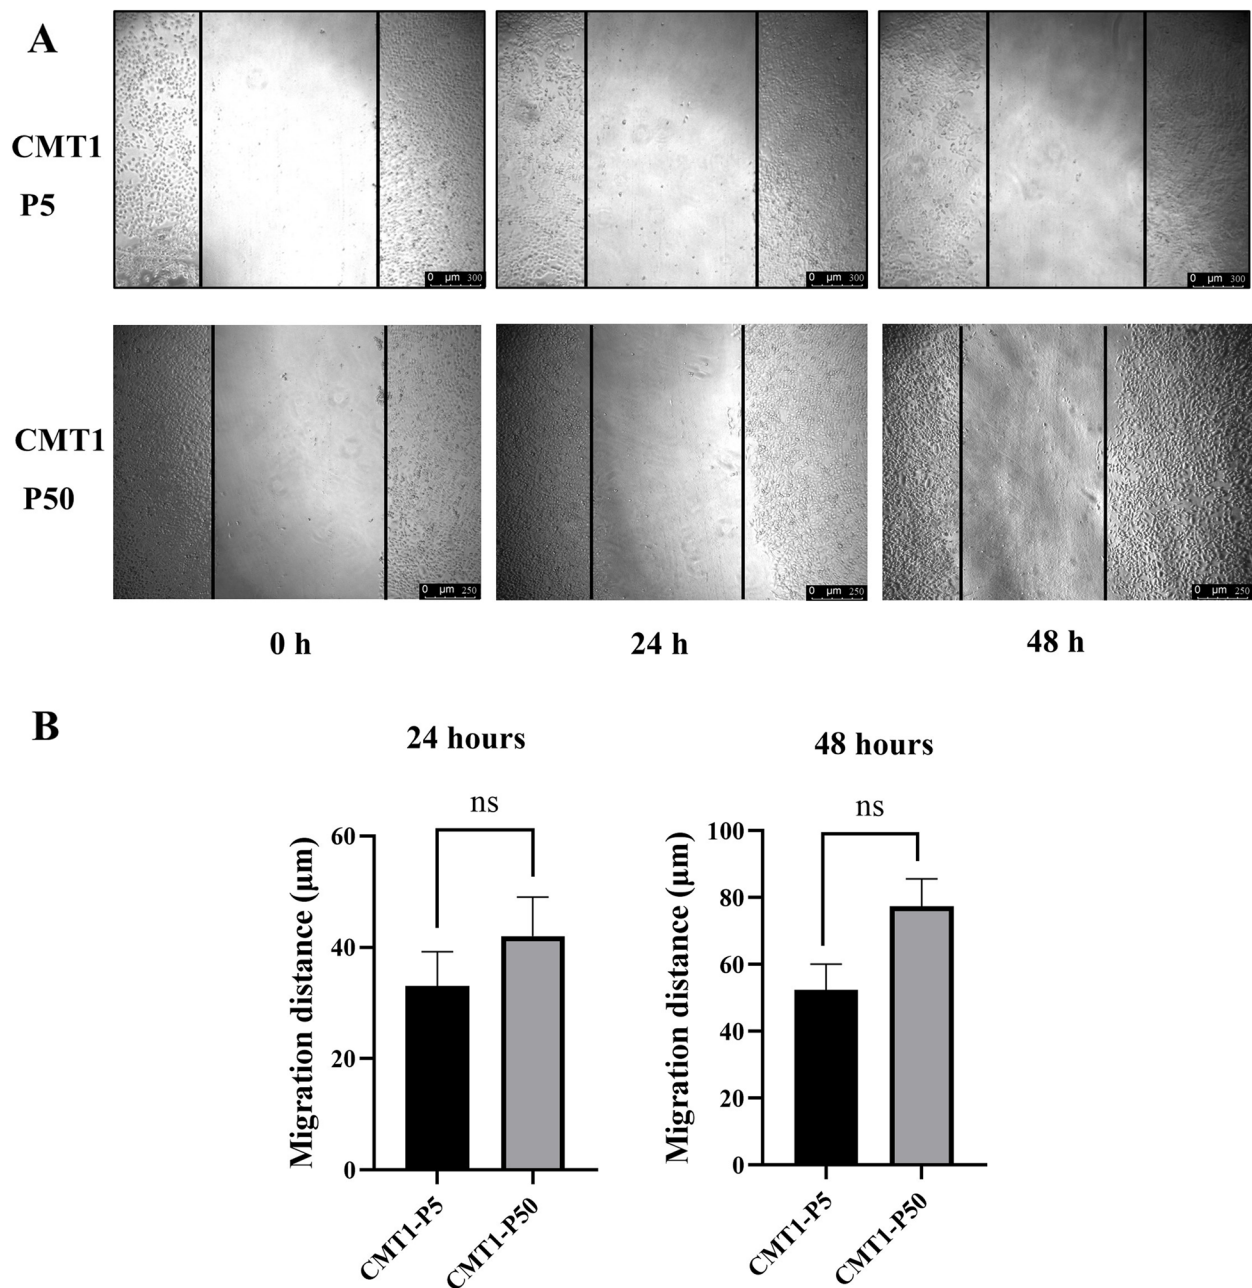 A
CMT1
P5
0 µm 300
0 µm 300
0 µm 300
CMT1
P50
0 µm 250
0 µm 250
0 µm 250
0 h
24 h
48 h
B
24 hours
ns
Migration distance (µm)
60
40
20
0
CMT1-P5
CMT1-P50
48 hours
ns
Migration distance (µm)
100
80
60
40
20
0
CMT1-P5
CMT1-P50